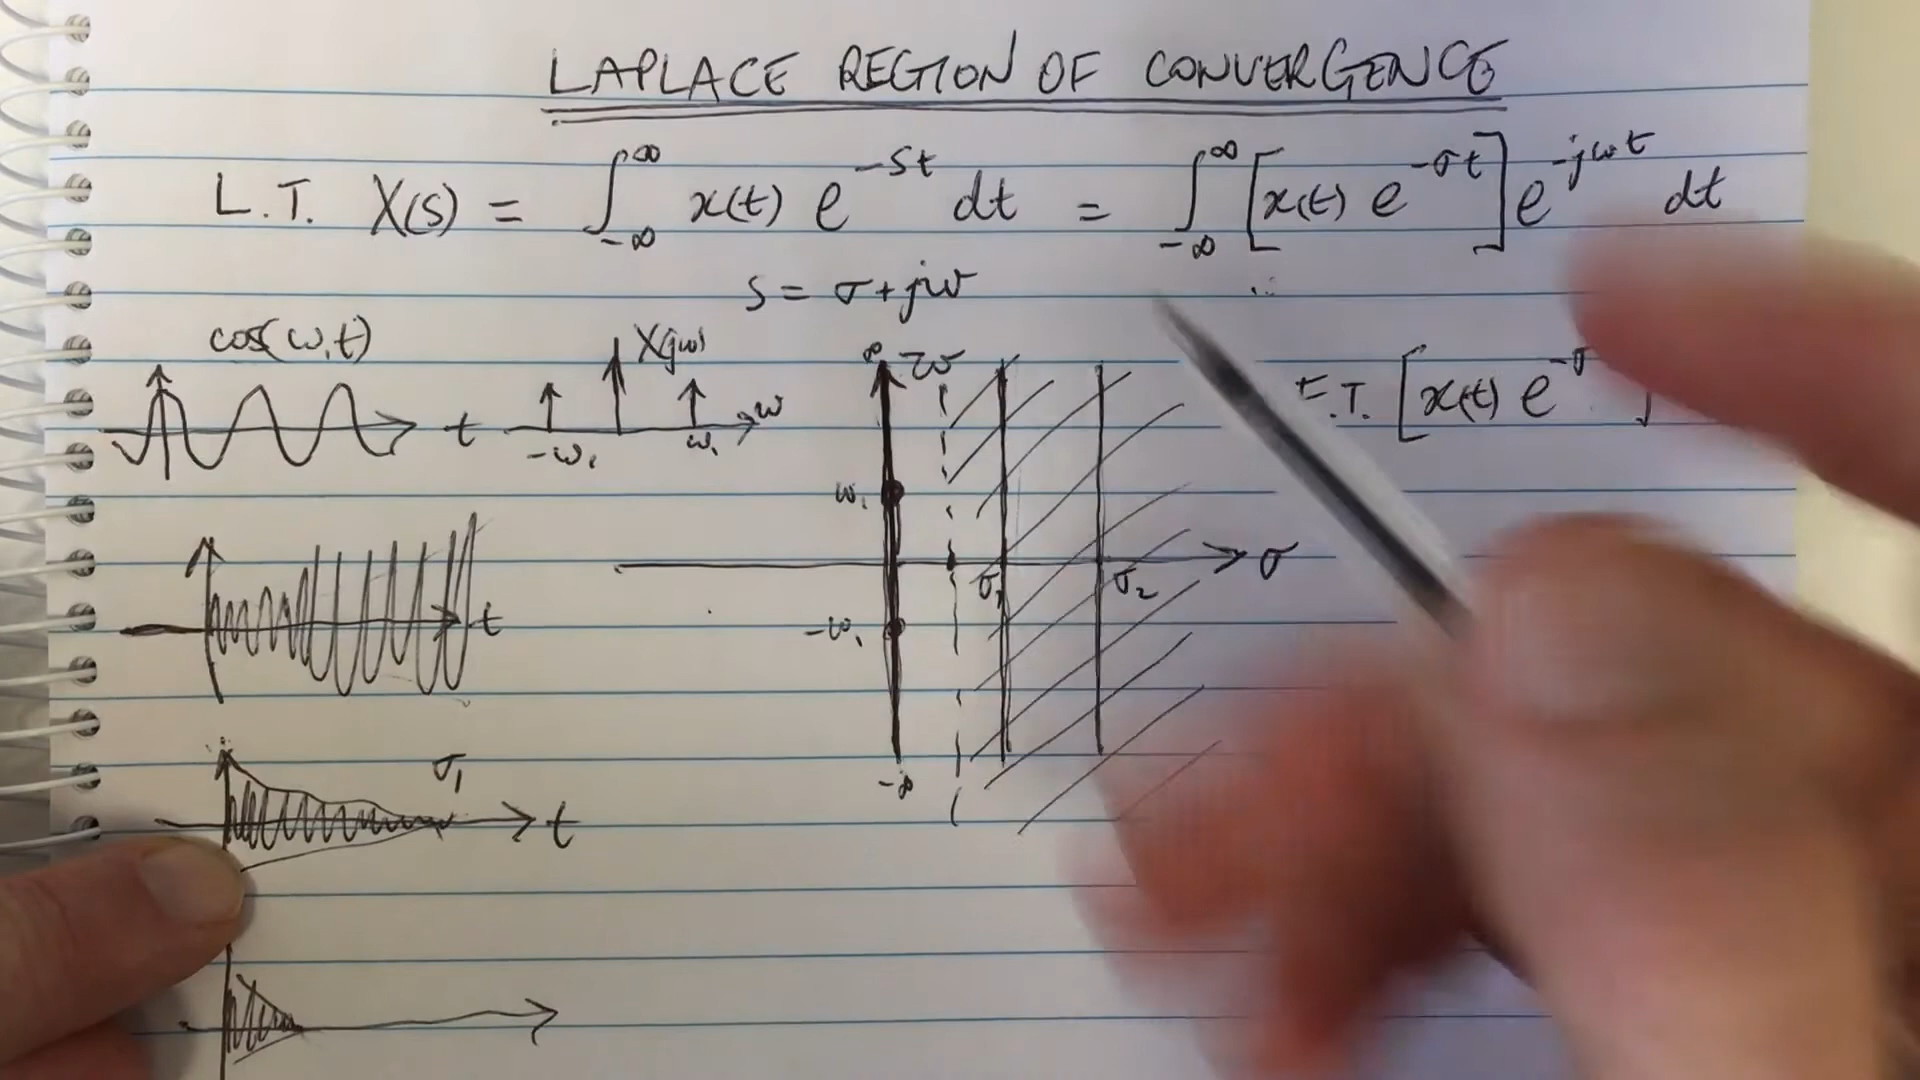 LAPLACE REGION OF CONVERGENCE
L.T. X(s) = ∫_{-∞}^{∞} x(t) e^{-st} dt = ∫_{-∞}^{∞} [x(t) e^{-σt}] e^{-jωt} dt
s = σ + jω
cos(ω₁t)
t
X(jω)
-ω₁ ω₁ ω
∞
ω₁
-ω₁
-∞
σ₁ σ₂ σ
F.T. [x(t) e^{-σ
t
σ₁
t